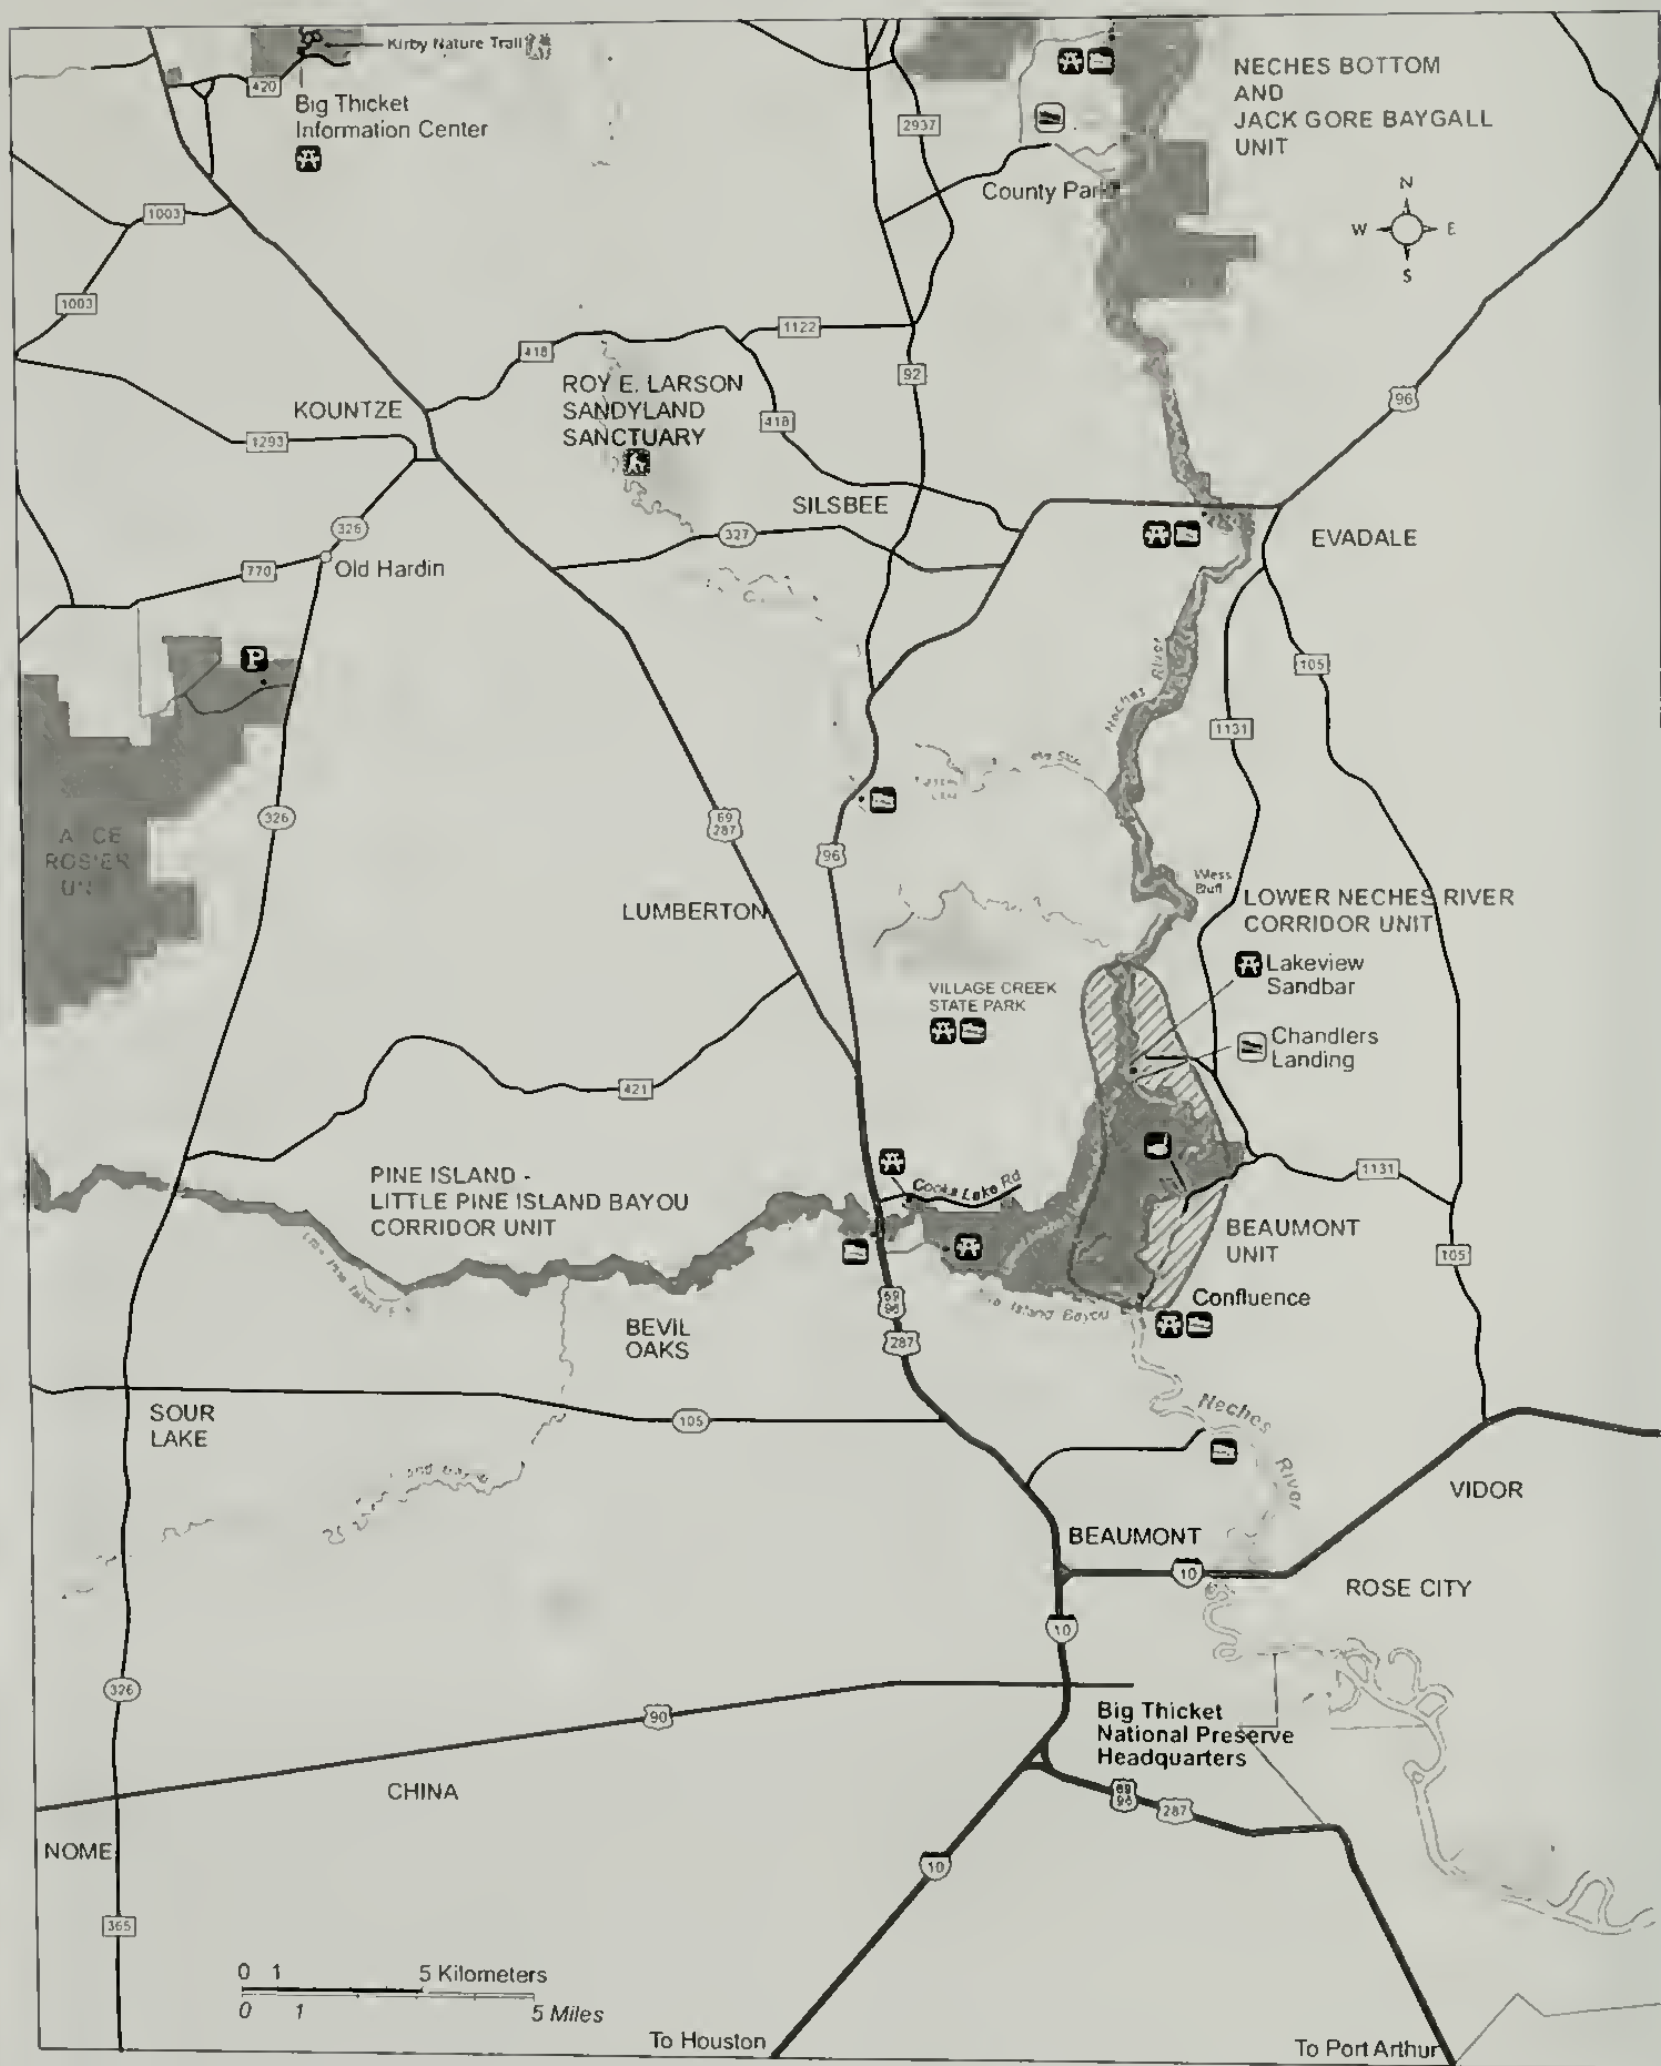 Kirby Nature Trail
420
Big Thicket
Information Center
2937
NECHES BOTTOM
AND
JACK GORE BAYGALL
UNIT
County Park
N
W E
S
1003
1003
1122
418
92
96
ROY E. LARSON
SANDYLAND
SANCTUARY
KOUNTZE
418
1293
SILSBEE
326
327
EVADALE
770
Old Hardin
P
105
Neches River
1131
326
69
287
96
ROSIER
Wiess
Bluff
LUMBERTON
LOWER NECHES RIVER
CORRIDOR UNIT
Lakeview
Sandbar
VILLAGE CREEK
STATE PARK
Chandlers
Landing
421
1131
PINE ISLAND -
LITTLE PINE ISLAND BAYOU
CORRIDOR UNIT
Cooks Lake Rd
BEAUMONT
UNIT
105
Island Bayou
Confluence
69
96
287
BEVIL
OAKS
SOUR
LAKE
105
Neches
River
VIDOR
BEAUMONT
10
ROSE CITY
10
326
90
Big Thicket
National Preserve
Headquarters
CHINA
69
96
287
NOME
10
365
0 1 5 Kilometers
0 1 5 Miles
To Houston
To Port Arthur